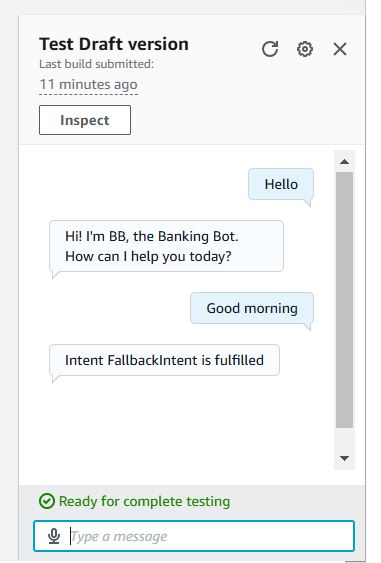 Test Draft version
Last build submitted:
11 minutes ago
Inspect
Hello
Hi! I'm BB, the Banking Bot.
How can I help you today?
Good morning
Intent FallbackIntent is fulfilled
Ready for complete testing
Type a message